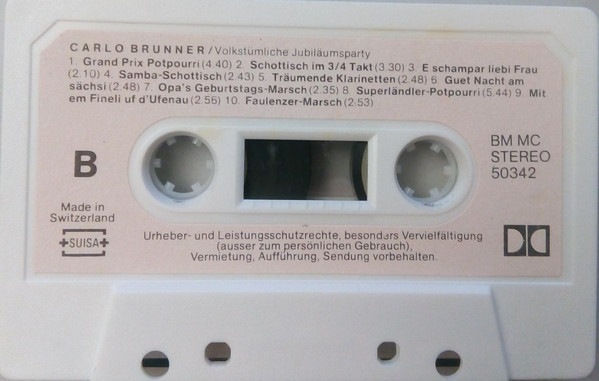 CARLO BRUNNER/Volkstümliche Jubiläumsparty
1. Grand Prix Potpourri (4.40) 2. Schottisch im 3/4 Takt (3.30) 3. E schampar liebi Frau
(2.10) 4. Samba-Schottisch (2.43) 5. Träumende Klarinetten (2.48) 6 Guet Nacht am
sächsi (2.48) 7. Opa's Geburtstags-Marsch (2.35) 8 Superländler-Potpourri (5.44) 9. Mit
em Fineli uf d'Ufenau (2.56) 10. Faulenzer-Marsch (2.53)
B
BM MC
STEREO
50342
Made in
Switzerland
SUISA
Urheber- und Leistungsschutzrechte, besonders Vervielfältigung
(ausser zum persönlichen Gebrauch),
Vermietung, Aufführung, Sendung vorbehalten.